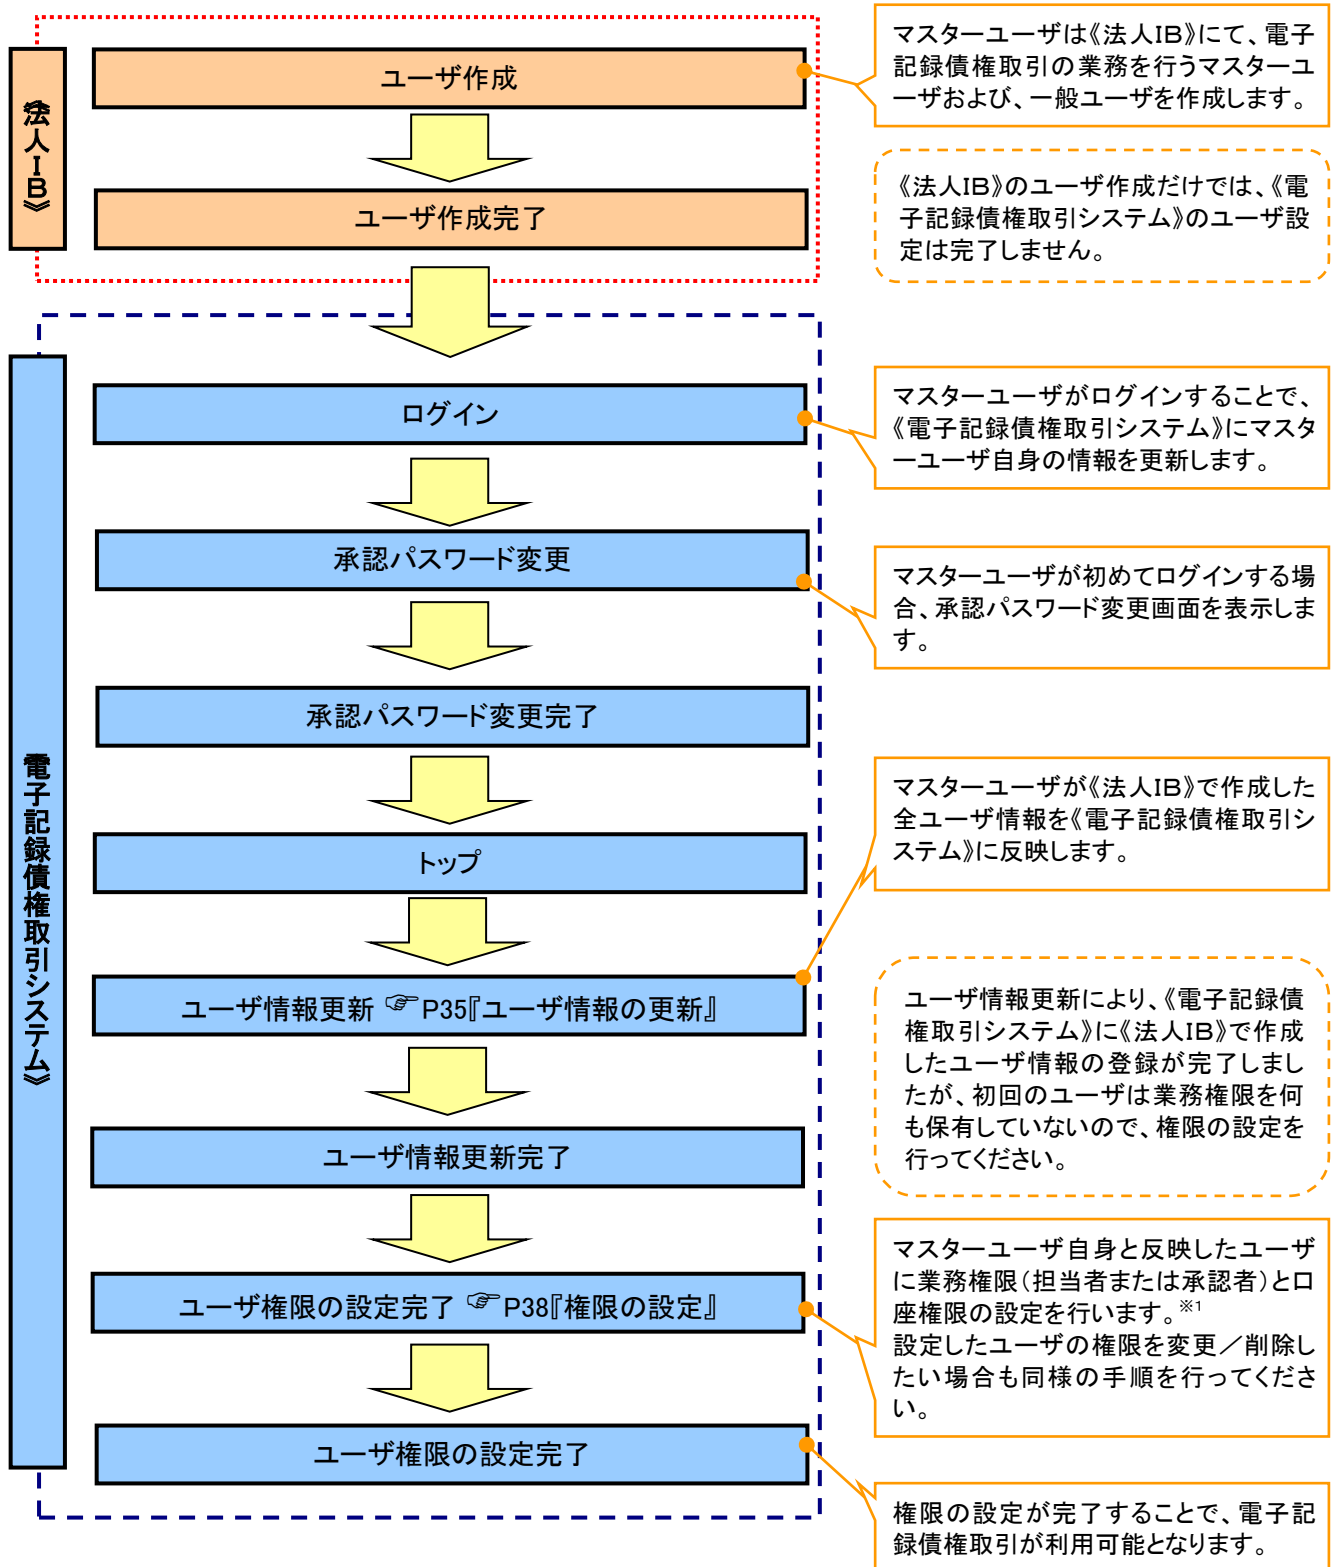 《法人IB》
ユーザ作成
マスターユーザは《法人IB》にて、電子
記録債権取引の業務を行うマスターユ
ーザおよび、一般ユーザを作成します。
ユーザ作成完了
《法人IB》のユーザ作成だけでは、《電
子記録債権取引システム》のユーザ設
定は完了しません。
《電子記録債権取引システム》
ログイン
マスターユーザがログインすることで、
《電子記録債権取引システム》にマスタ
ーユーザ自身の情報を更新します。
承認パスワード変更
マスターユーザが初めてログインする場
合、承認パスワード変更画面を表示しま
す。
承認パスワード変更完了
トップ
マスターユーザが《法人IB》で作成した
全ユーザ情報を《電子記録債権取引シ
ステム》に反映します。
ユーザ情報更新 ☞P35『ユーザ情報の更新』
ユーザ情報更新により、《電子記録債
権取引システム》に《法人IB》で作成
したユーザ情報の登録が完了しまし
たが、初回のユーザは業務権限を何
も保有していないので、権限の設定を
行ってください。
ユーザ情報更新完了
ユーザ権限の設定完了 ☞P38『権限の設定』
マスターユーザ自身と反映したユーザ
に業務権限(担当者または承認者)と口
座権限の設定を行います。※1
設定したユーザの権限を変更/削除し
たい場合も同様の手順を行ってくださ
い。
ユーザ権限の設定完了
権限の設定が完了することで、電子記
録債権取引が利用可能となります。